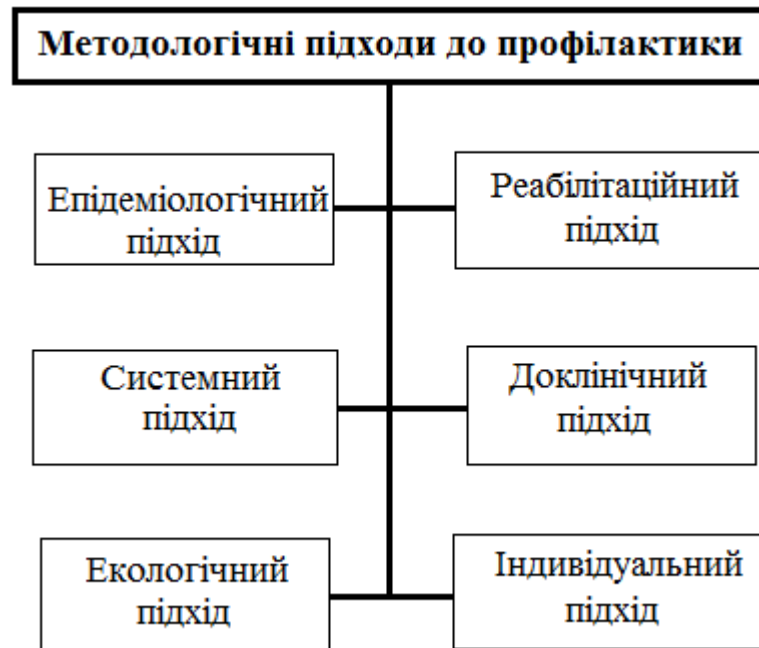 Методологічні підходи до профілактики
Епідеміологічний
підхід
Реабілітаційний
підхід
Системний
підхід
Доклінічний
підхід
Екологічний
підхід
Індивідуальний
підхід